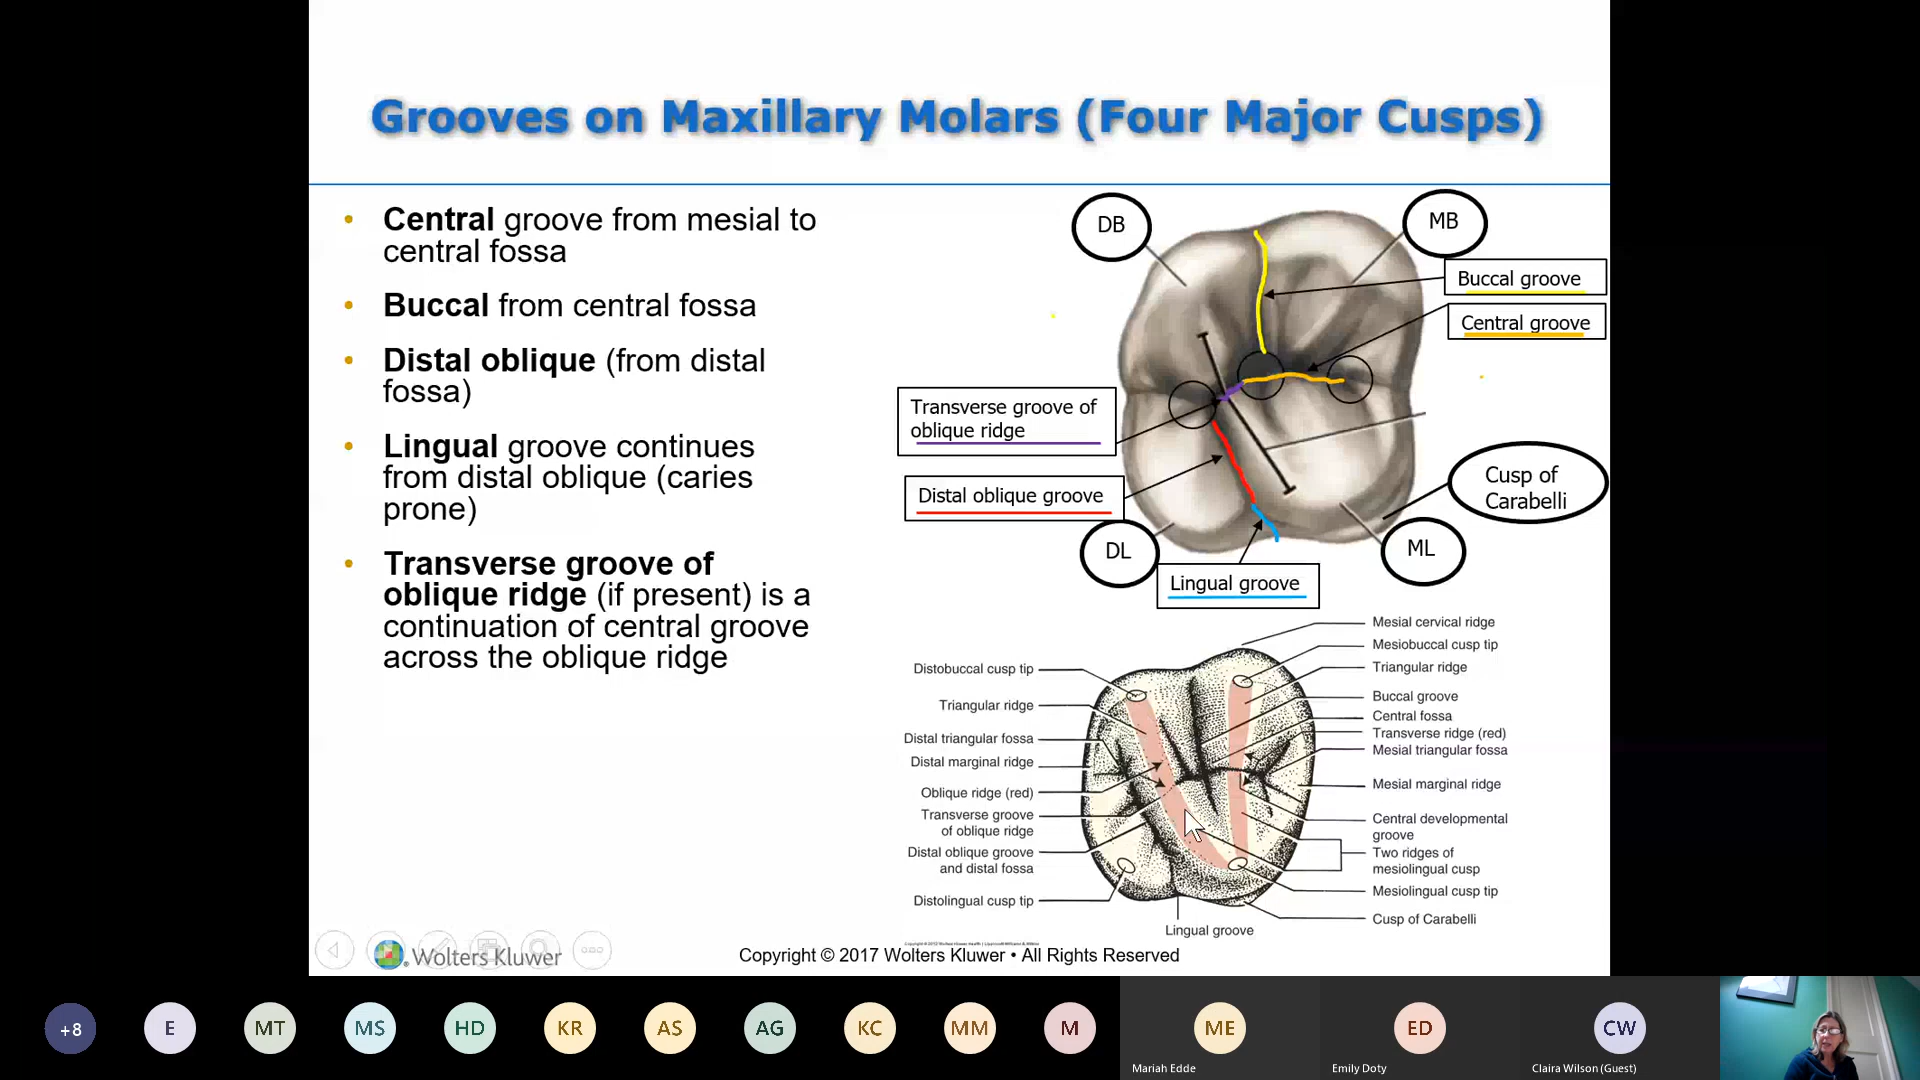 Grooves on Maxillary Molars (Four Major Cusps)
• Central groove from mesial to
central fossa
• Buccal from central fossa
• Distal oblique (from distal
fossa)
• Lingual groove continues
from distal oblique (caries
prone)
• Transverse groove of
oblique ridge (if present) is a
continuation of central groove
across the oblique ridge
DB
MB
Buccal groove
Central groove
Transverse groove of
oblique ridge
Distal oblique groove
Cusp of
Carabelli
DL
ML
Lingual groove
Distobuccal cusp tip
Triangular ridge
Distal triangular fossa
Distal marginal ridge
Oblique ridge (red)
Transverse groove
of oblique ridge
Distal oblique groove
and distal fossa
Distolingual cusp tip
Mesial cervical ridge
Mesiobuccal cusp tip
Triangular ridge
Buccal groove
Central fossa
Transverse ridge (red)
Mesial triangular fossa
Mesial marginal ridge
Central developmental
groove
Two ridges of
mesiolingual cusp
Mesiolingual cusp tip
Cusp of Carabelli
Lingual groove
Wolters Kluwer
Copyright © 2017 Wolters Kluwer • All Rights Reserved
+8
E
MT
MS
HD
KR
AS
AG
KC
MM
M
ME
ED
CW
Mariah Edde
Emily Doty
Claira Wilson (Guest)